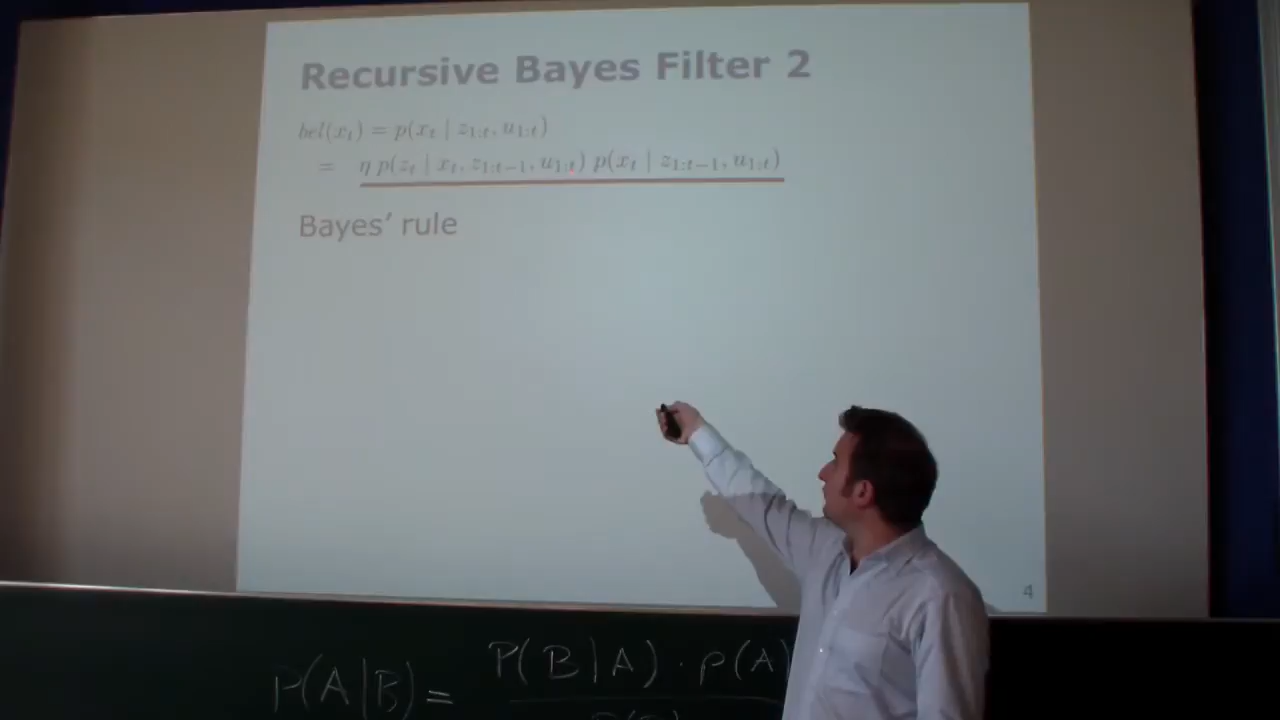 Recursive Bayes Filter 2
bel(x_t) = p(x_t | z_{1:t}, u_{1:t})
= η p(z_t | x_t, z_{1:t−1}, u_{1:t}) p(x_t | z_{1:t−1}, u_{1:t})
Bayes’ rule
4
P(B|A) · p(A)
P(A|B) =